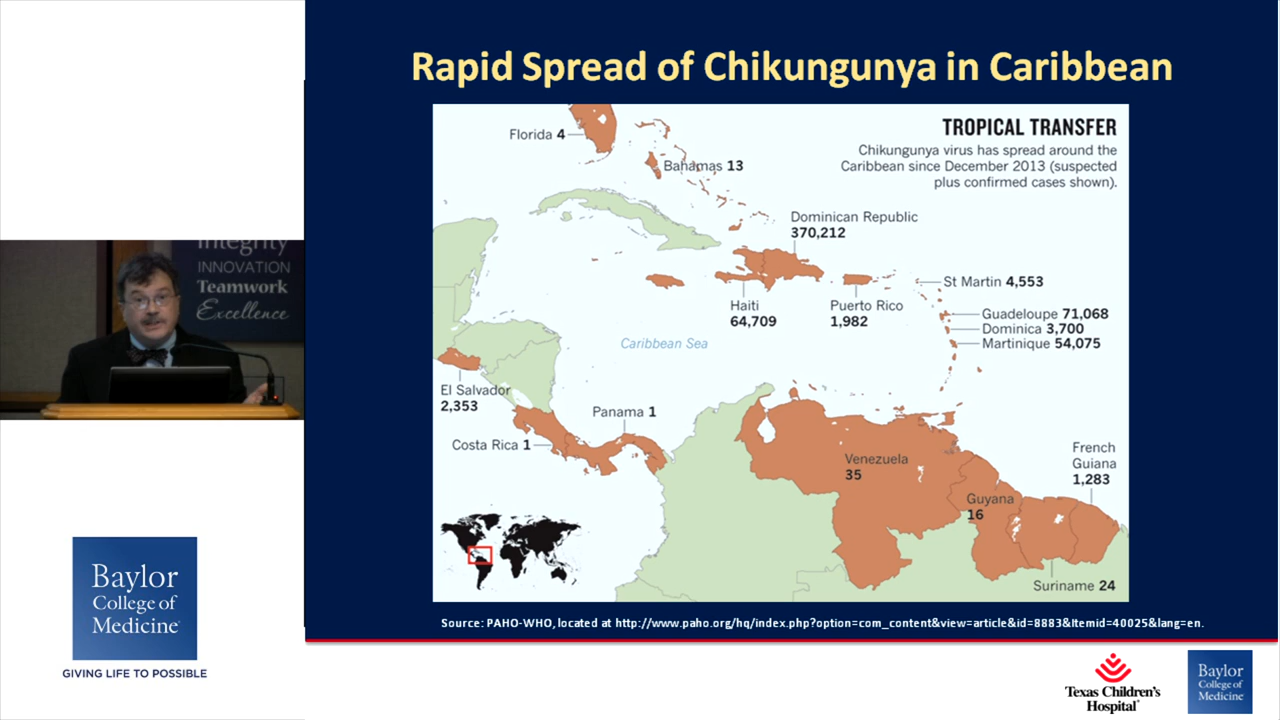 Rapid Spread of Chikungunya in Caribbean
TROPICAL TRANSFER
Chikungunya virus has spread around the
Caribbean since December 2013 (suspected
plus confirmed cases shown).
Florida 4
Bahamas 13
Dominican Republic
370,212
Haiti
64,709
Puerto Rico
1,982
St Martin 4,553
Guadeloupe 71,068
Dominica 3,700
Martinique 54,075
Caribbean Sea
El Salvador
2,353
Panama 1
Costa Rica 1
Venezuela
35
Guyana
16
French
Guiana
1,283
Suriname 24
Source: PAHO-WHO, located at http://www.paho.org/hq/index.php?option=com_content&view=article&id=8883&Itemid=40025&lang=en.
Integrity
INNOVATION
Teamwork
Excellence
Baylor
College of
Medicine
GIVING LIFE TO POSSIBLE
Texas Children's
Hospital
Baylor
College of
Medicine